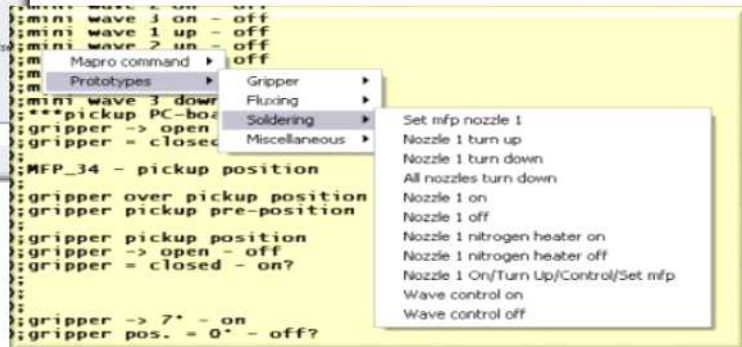 ;mini wave 2 on - off
;mini wave 3 on - off
;mini wave 1 up - off
;mini wave 2 up - off
off
Mapro command
Prototypes
;mini wave 3 down
;***pickup PC-boa
;gripper -> open
;gripper = closed
;MFP_34 - pickup position
;gripper over pickup position
;gripper pickup pre-position
;gripper pickup position
;gripper -> open - off
;gripper = closed - on?
;gripper -> 7° - on
;gripper pos. = 0° - off?
Gripper
Fluxing
Soldering
Miscellaneous
Set mfp nozzle 1
Nozzle 1 turn up
Nozzle 1 turn down
All nozzles turn down
Nozzle 1 on
Nozzle 1 off
Nozzle 1 nitrogen heater on
Nozzle 1 nitrogen heater off
Nozzle 1 On/Turn Up/Control/Set mfp
Wave control on
Wave control off